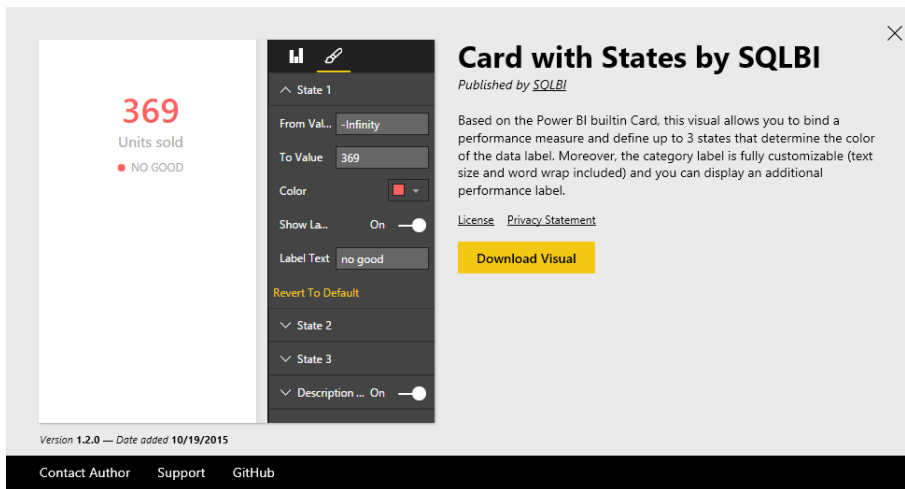 369
Units sold
NO GOOD
State 1
From Val... -Infinity
To Value 369
Color
Show La... On
Label Text no good
Revert To Default
State 2
State 3
Description ... On
Version 1.2.0 — Date added 10/19/2015
Card with States by SQLBI
Published by SQLBI
Based on the Power BI builtin Card, this visual allows you to bind a
performance measure and define up to 3 states that determine the color
of the data label. Moreover, the category label is fully customizable (text
size and word wrap included) and you can display an additional
performance label.
License Privacy Statement
Download Visual
Contact Author Support GitHub